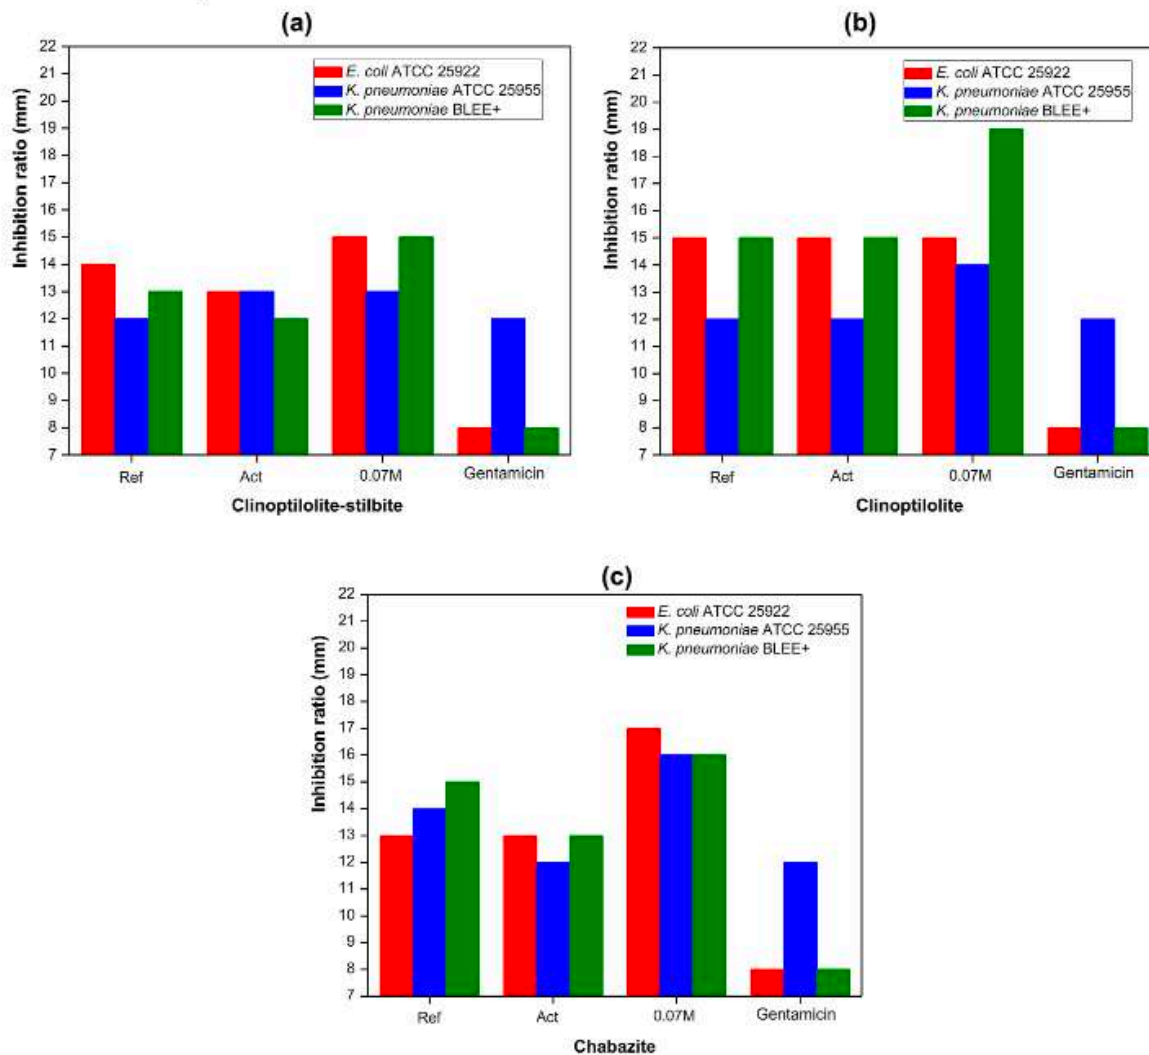 (a)
22
21
20
19
18
17
16
15
14
13
12
11
10
9
8
7
Inhibition ratio (mm)
E. coli ATCC 25922
K. pneumoniae ATCC 25955
K. pneumoniae BLEE+
Ref Act 0.07M Gentamicin
Clinoptilolite-stilbite
(b)
22
21
20
19
18
17
16
15
14
13
12
11
10
9
8
7
Inhibition ratio (mm)
E. coli ATCC 25922
K. pneumoniae ATCC 25955
K. pneumoniae BLEE+
Ref Act 0.07M Gentamicin
Clinoptilolite
(c)
22
21
20
19
18
17
16
15
14
13
12
11
10
9
8
7
Inhibition ratio (mm)
E. coli ATCC 25922
K. pneumoniae ATCC 25955
K. pneumoniae BLEE+
Ref Act 0.07M Gentamicin
Chabazite